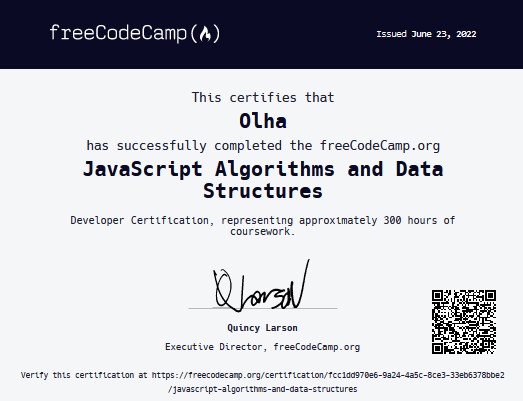 freeCodeCamp
Issued June 23, 2022
This certifies that
Olha
has successfully completed the freeCodeCamp.org
JavaScript Algorithms and Data
Structures
Developer Certification, representing approximately 300 hours of
coursework.
Quincy Larson
Executive Director, freeCodeCamp.org
Verify this certification at https://freecodecamp.org/certification/fcc1dd970e6-9a24-4a5c-8ce3-33eb6378bbe2
/javascript-algorithms-and-data-structures